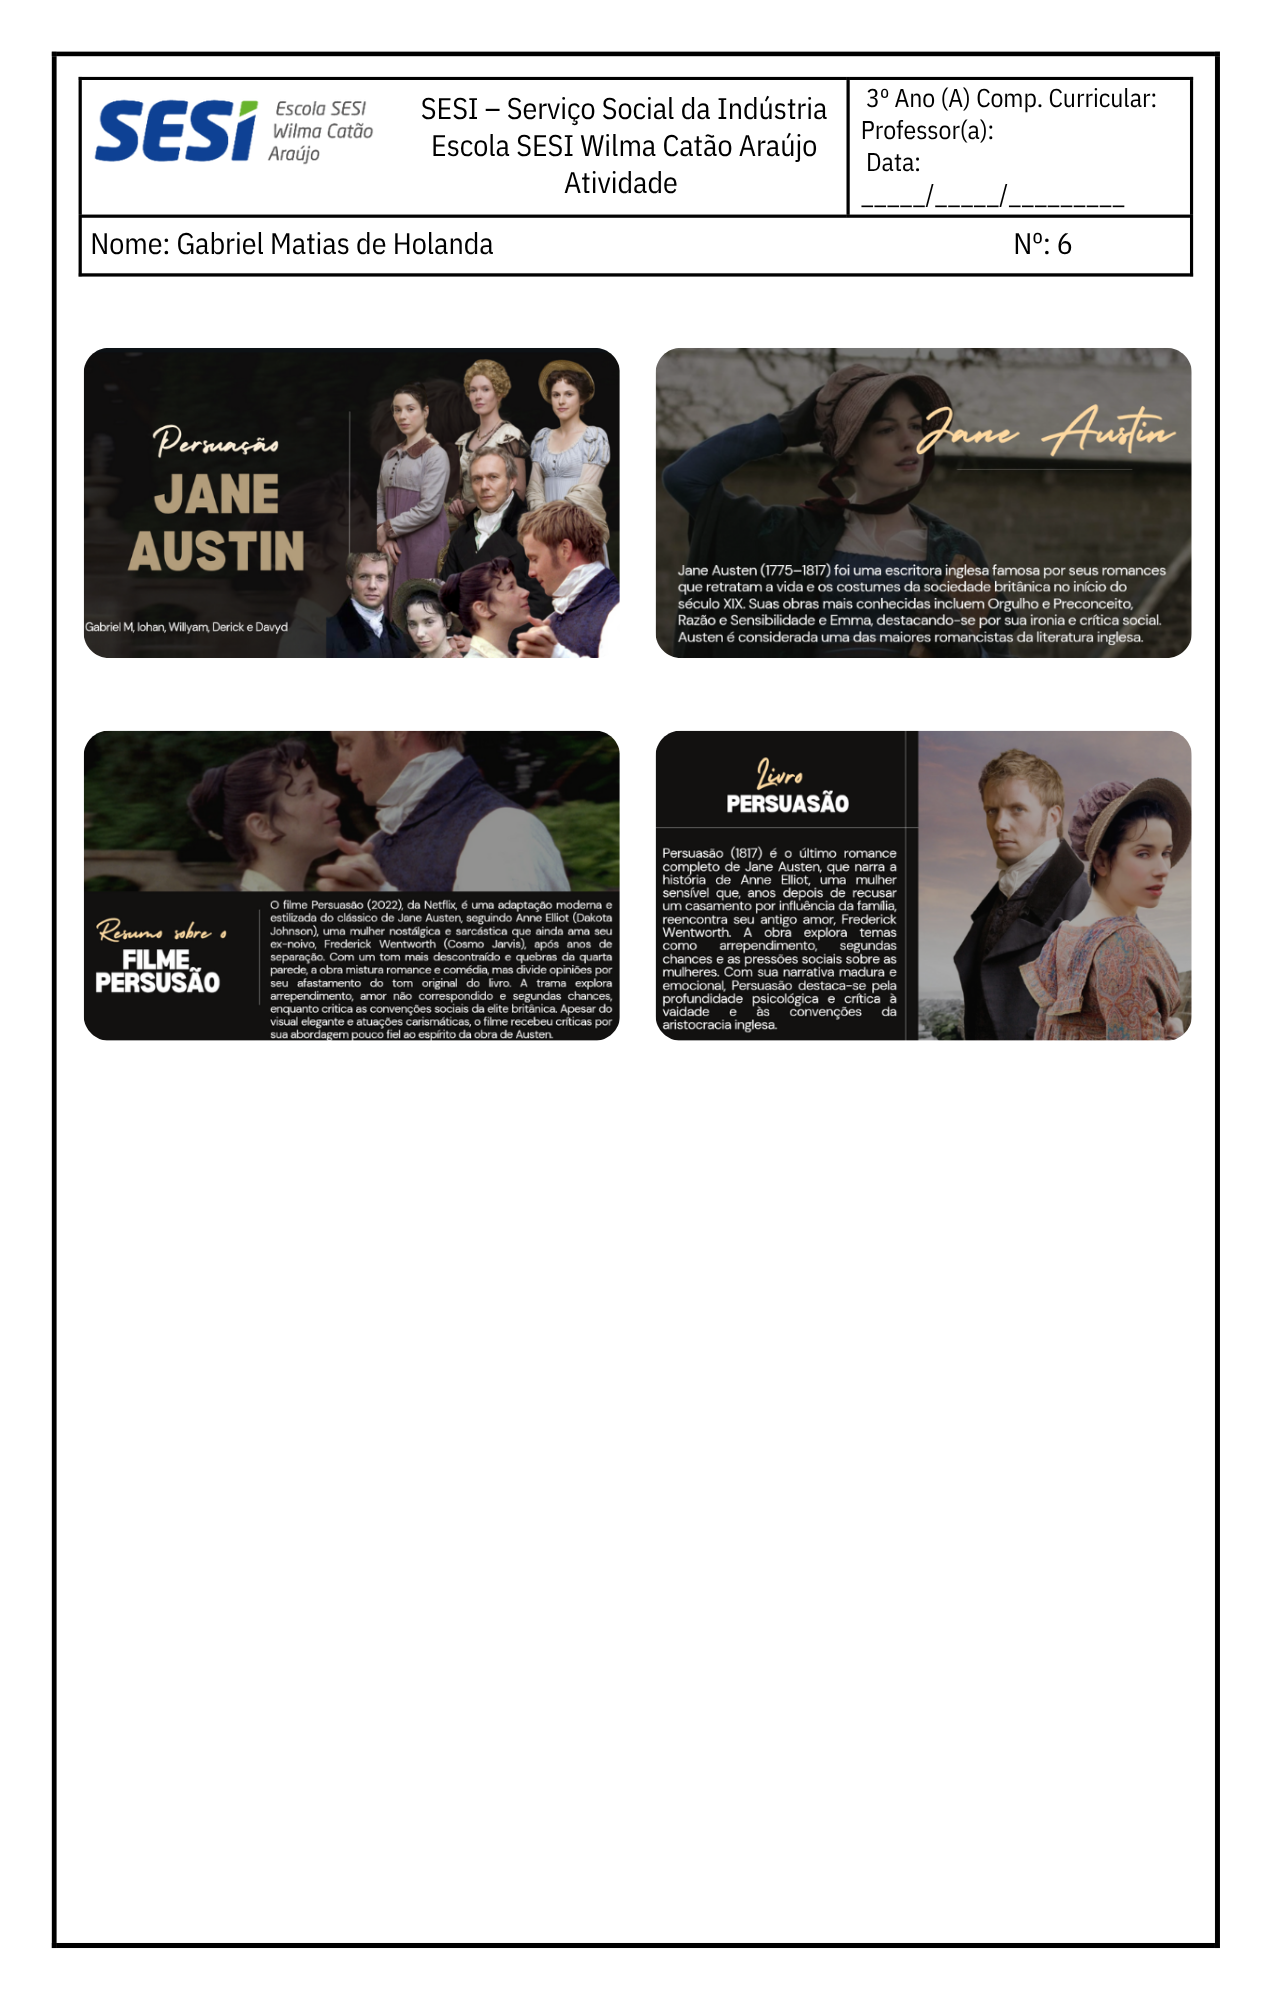 SESI
Escola SESI
Wilma Catão
Araújo
SESI – Serviço Social da Indústria
Escola SESI Wilma Catão Araújo
Atividade
3º Ano (A) Comp. Curricular:
Professor(a):
Data:
_____/_____/_________
Nome: Gabriel Matias de Holanda Nº: 6
Persuação
JANE
AUSTIN
Gabriel M, Iohan, Willyam, Derick e Davyd
Jane Austin
Jane Austen (1775–1817) foi uma escritora inglesa famosa por seus romances
que retratam a vida e os costumes da sociedade britânica no início do
século XIX. Suas obras mais conhecidas incluem Orgulho e Preconceito,
Razão e Sensibilidade e Emma, destacando-se por sua ironia e crítica social.
Austen é considerada uma das maiores romancistas da literatura inglesa.
Resumo sobre o
FILME
PERSUSÃO
O filme Persuasão (2022), da Netflix, é uma adaptação moderna e
estilizada do clássico de Jane Austen, seguindo Anne Elliot (Dakota
Johnson), uma mulher nostálgica e sarcástica que ainda ama seu
ex-noivo, Frederick Wentworth (Cosmo Jarvis), após anos de
separação. Com um tom mais descontraído e quebras da quarta
parede, a obra mistura romance e comédia, mas divide opiniões por
seu afastamento do tom original do livro. A trama explora
arrependimento, amor não correspondido e segundas chances,
enquanto critica as convenções sociais da elite britânica. Apesar do
visual elegante e atuações carismáticas, o filme recebeu críticas por
sua abordagem pouco fiel ao espírito da obra de Austen.
Livro
PERSUASÃO
Persuasão (1817) é o último romance
completo de Jane Austen, que narra a
história de Anne Elliot, uma mulher
sensível que, anos depois de recusar
um casamento por influência da família,
reencontra seu antigo amor, Frederick
Wentworth. A obra explora temas
como arrependimento, segundas
chances e as pressões sociais sobre as
mulheres. Com sua narrativa madura e
emocional, Persuasão destaca-se pela
profundidade psicológica e crítica à
vaidade e às convenções da
aristocracia inglesa.